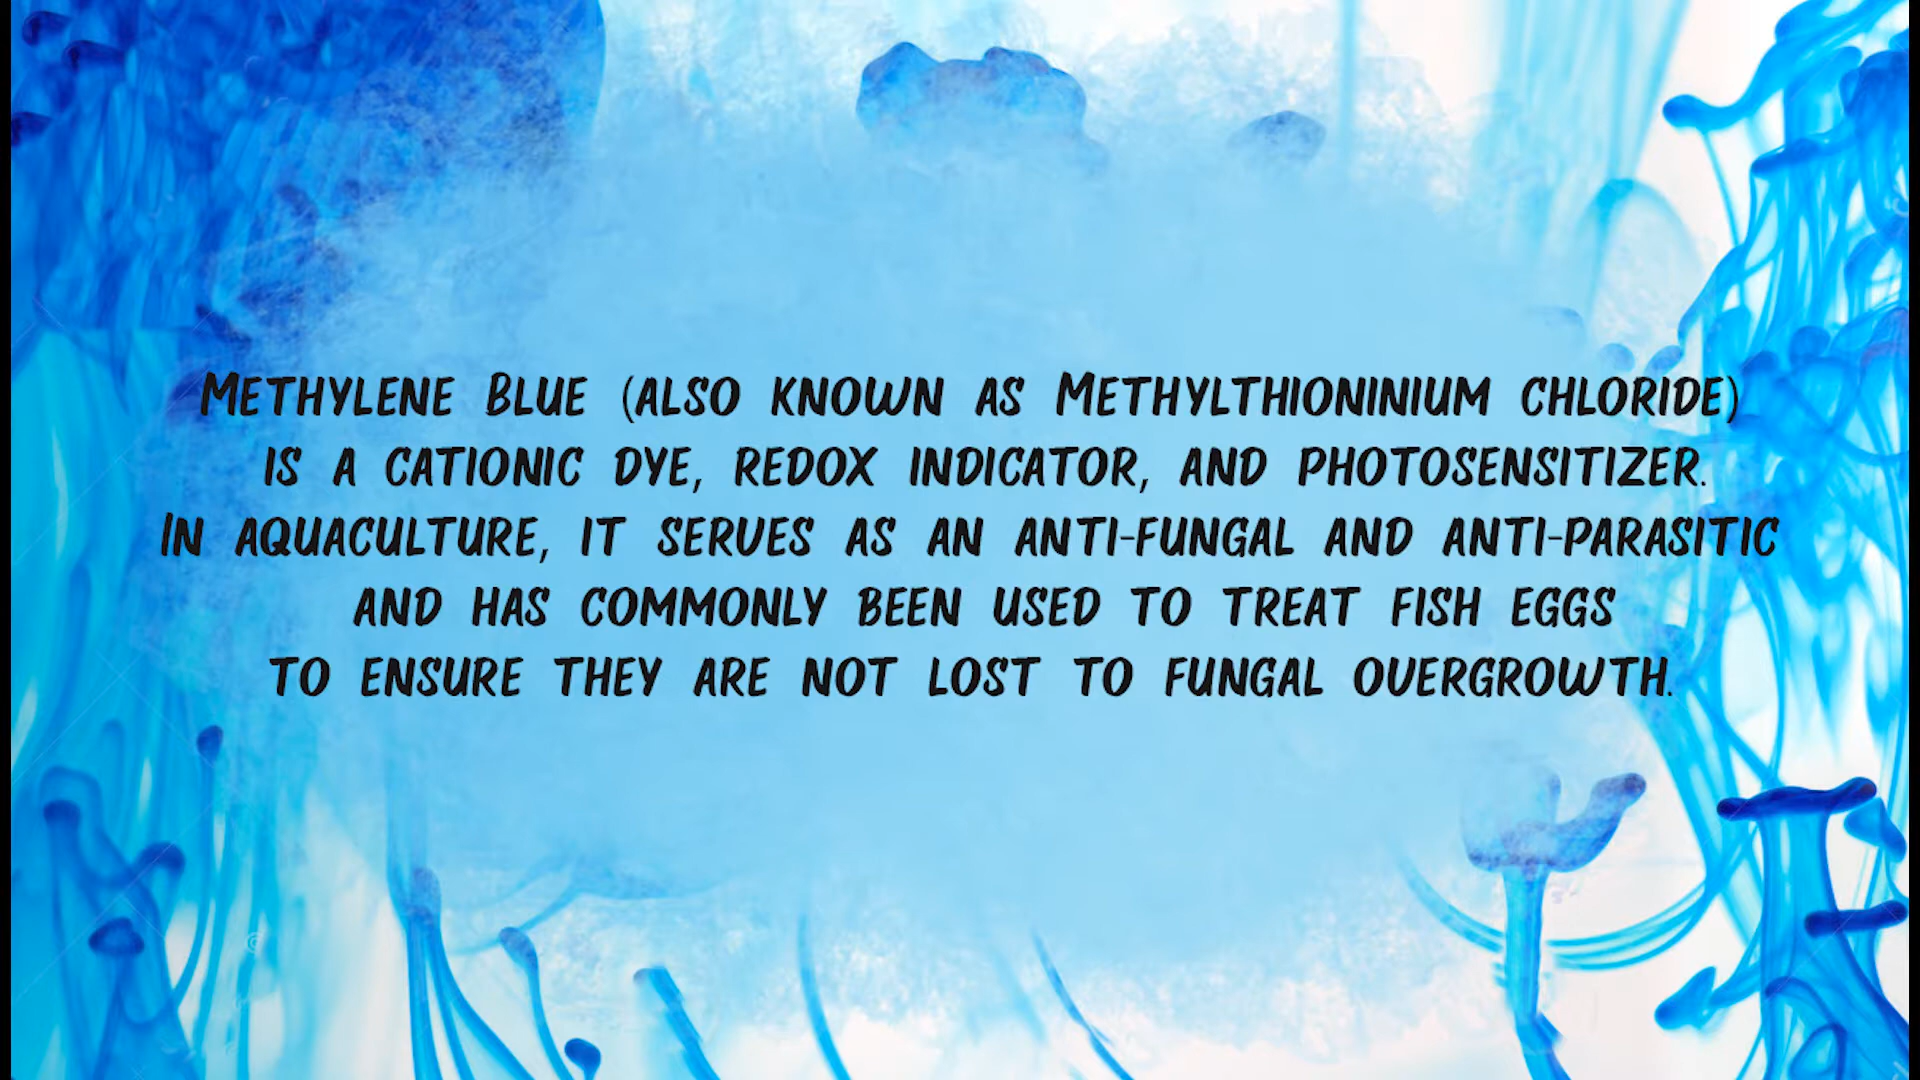 Methylene Blue (also known as Methylthioninium chloride)
is a cationic dye, redox indicator, and photosensitizer.
In aquaculture, it serves as an anti-fungal and anti-parasitic
and has commonly been used to treat fish eggs
to ensure they are not lost to fungal overgrowth.